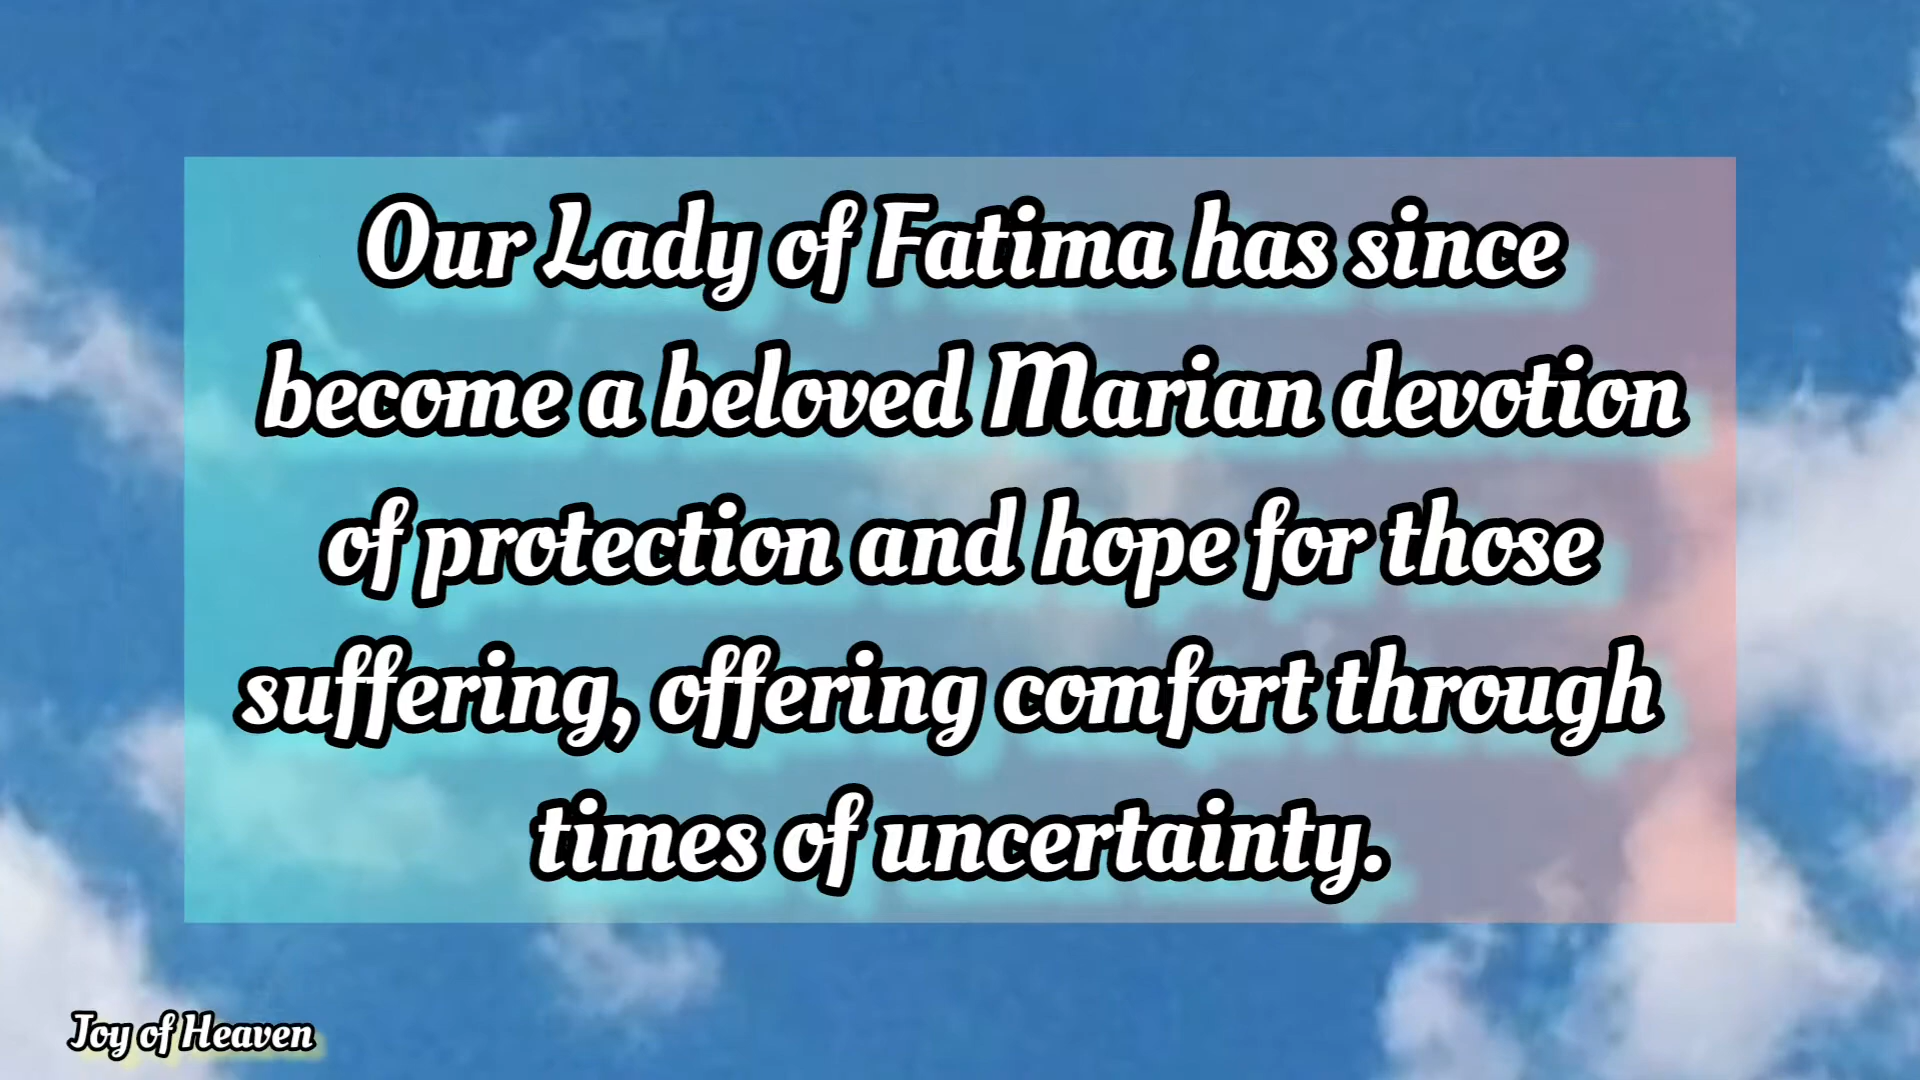 Our Lady of Fatima has since
become a beloved Marian devotion
of protection and hope for those
suffering, offering comfort through
times of uncertainty.
Joy of Heaven